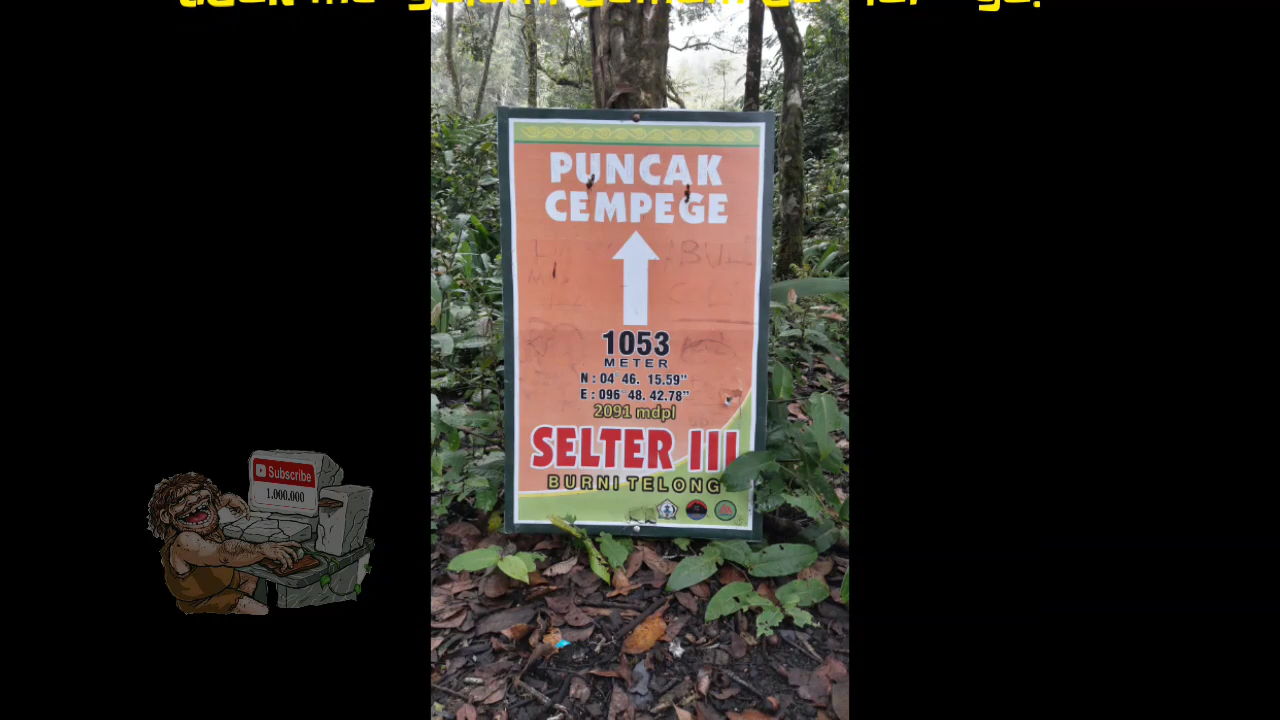 PUNCAK
CEMPEGE
1053
METER
N : 04° 46. 15.59"
E : 096° 48. 42.78"
2091 mdpl
SELTER III
BURNI TELONG
Subscribe
1.000.000